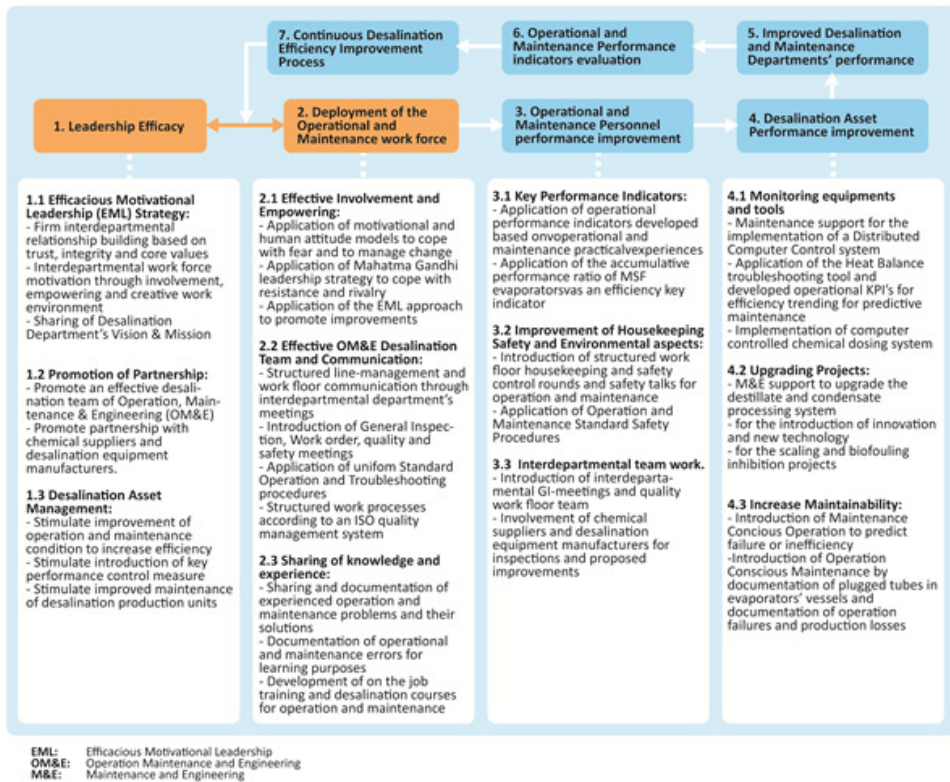 7. Continuous Desalination
Efficiency Improvement
Process
6. Operational and
Maintenance Performance
indicators evaluation
5. Improved Desalination
and Maintenance
Departments' performance
1. Leadership Efficacy
2. Deployment of the
Operational and
Maintenance work force
3. Operational and
Maintenance Personnel
performance improvement
4. Desalination Asset
Performance improvement
1.1 Efficacious Motivational
Leadership (EML) Strategy:
- Firm interdepartmental
relationship building based on
trust, integrity and core values
- Interdepartmental work force
motivation through involvement,
empowering and creative work
environment
- Sharing of Desalination
Department's Vision & Mission
1.2 Promotion of Partnership:
- Promote an effective desali-
nation team of Operation, Main-
tenance & Engineering (OM&E)
- Promote partnership with
chemical suppliers and
desalination equipment
manufacturers.
1.3 Desalination Asset
Management:
- Stimulate improvement of
operation and maintenance
condition to increase efficiency
- Stimulate introduction of key
performance control measure
- Stimulate improved maintenance
of desalination production units
2.1 Effective Involvement and
Empowering:
- Application of motivational and
human attitude models to cope
with fear and to manage change
- Application of Mahatma Gandhi
leadership strategy to cope with
resistance and rivalry
- Application of the EML approach
to promote improvements
2.2 Effective OM&E Desalination
Team and Communication:
- Structured line-management and
work floor communication through
interdepartmental department's
meetings
- Introduction of General Inspec-
tion, Work order, quality and
safety meetings
- Application of unifom Standard
Operation and Troubleshooting
procedures
- Structured work processes
according to an ISO quality
management system
2.3 Sharing of knowledge and
experience:
- Sharing and documentation of
experienced operation and
maintenance problems and their
solutions
- Documentation of operational
and maintenance errors for
learning purposes
- Development of on the job
training and desalination courses
for operation and maintenance
3.1 Key Performance Indicators:
- Application of operational
performance indicators developed
based onvoperational and
maintenance practicalvexperiences
- Application of the accumulative
performance ratio of MSF
evaporatorsvas an efficiency key
indicator
3.2 Improvement of Housekeeping
Safety and Environmental aspects:
- Introduction of structured work
floor housekeeping and safety
control rounds and safety talks for
operation and maintenance
- Application of Operation and
Maintenance Standard Safety
Procedures
3.3 Interdepartmental team work.
- Introduction of interdeparta-
mental GI-meetings and quality
work floor team
- Involvement of chemical
suppliers and desalination
equipment manufacturers for
inspections and proposed
improvements
4.1 Monitoring equipments
and tools
- Maintenance support for the
implementation of a Distributed
Computer Control system
- Application of the Heat Balance
troubleshooting tool and
developed operational KPI's for
efficiency trending for predictive
maintenance
- Implementation of computer
controlled chemical dosing system
4.2 Upgrading Projects:
- M&E support to upgrade the
destillate and condensate
processing system
- for the introduction of innovation
and new technology
- for the scaling and biofouling
inhibition projects
4.3 Increase Maintainability:
- Introduction of Maintenance
Concious Operation to predict
failure or inefficiency
-Introduction of Operation
Conscious Maintenance by
documentation of plugged tubes in
evaporators' vessels and
documentation of operation
failures and production losses
EML: Efficacious Motivational Leadership
OM&E: Operation Maintenance and Engineering
M&E: Maintenance and Engineering